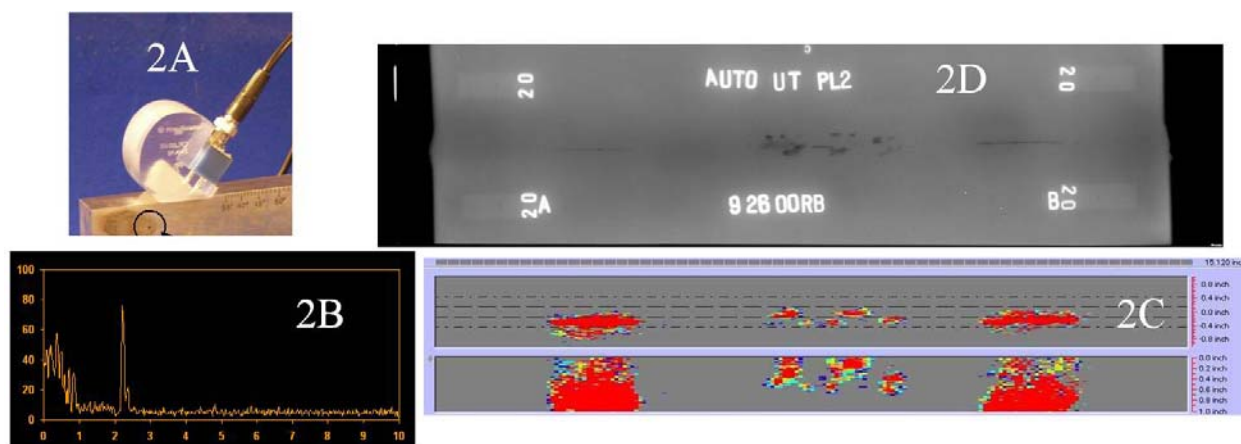 2A
20
AUTO UT PL2
2D
20
20
A
9 26 00RB
B
20
100
80
60
40
20
0
0 1 2 3 4 5 6 7 8 9 10
2B
15.120 inch
0.8 inch
0.4 inch
-0.0 inch
-0.4 inch
-0.8 inch
2C
0.0 inch
0.2 inch
0.4 inch
0.6 inch
0.8 inch
1.0 inch